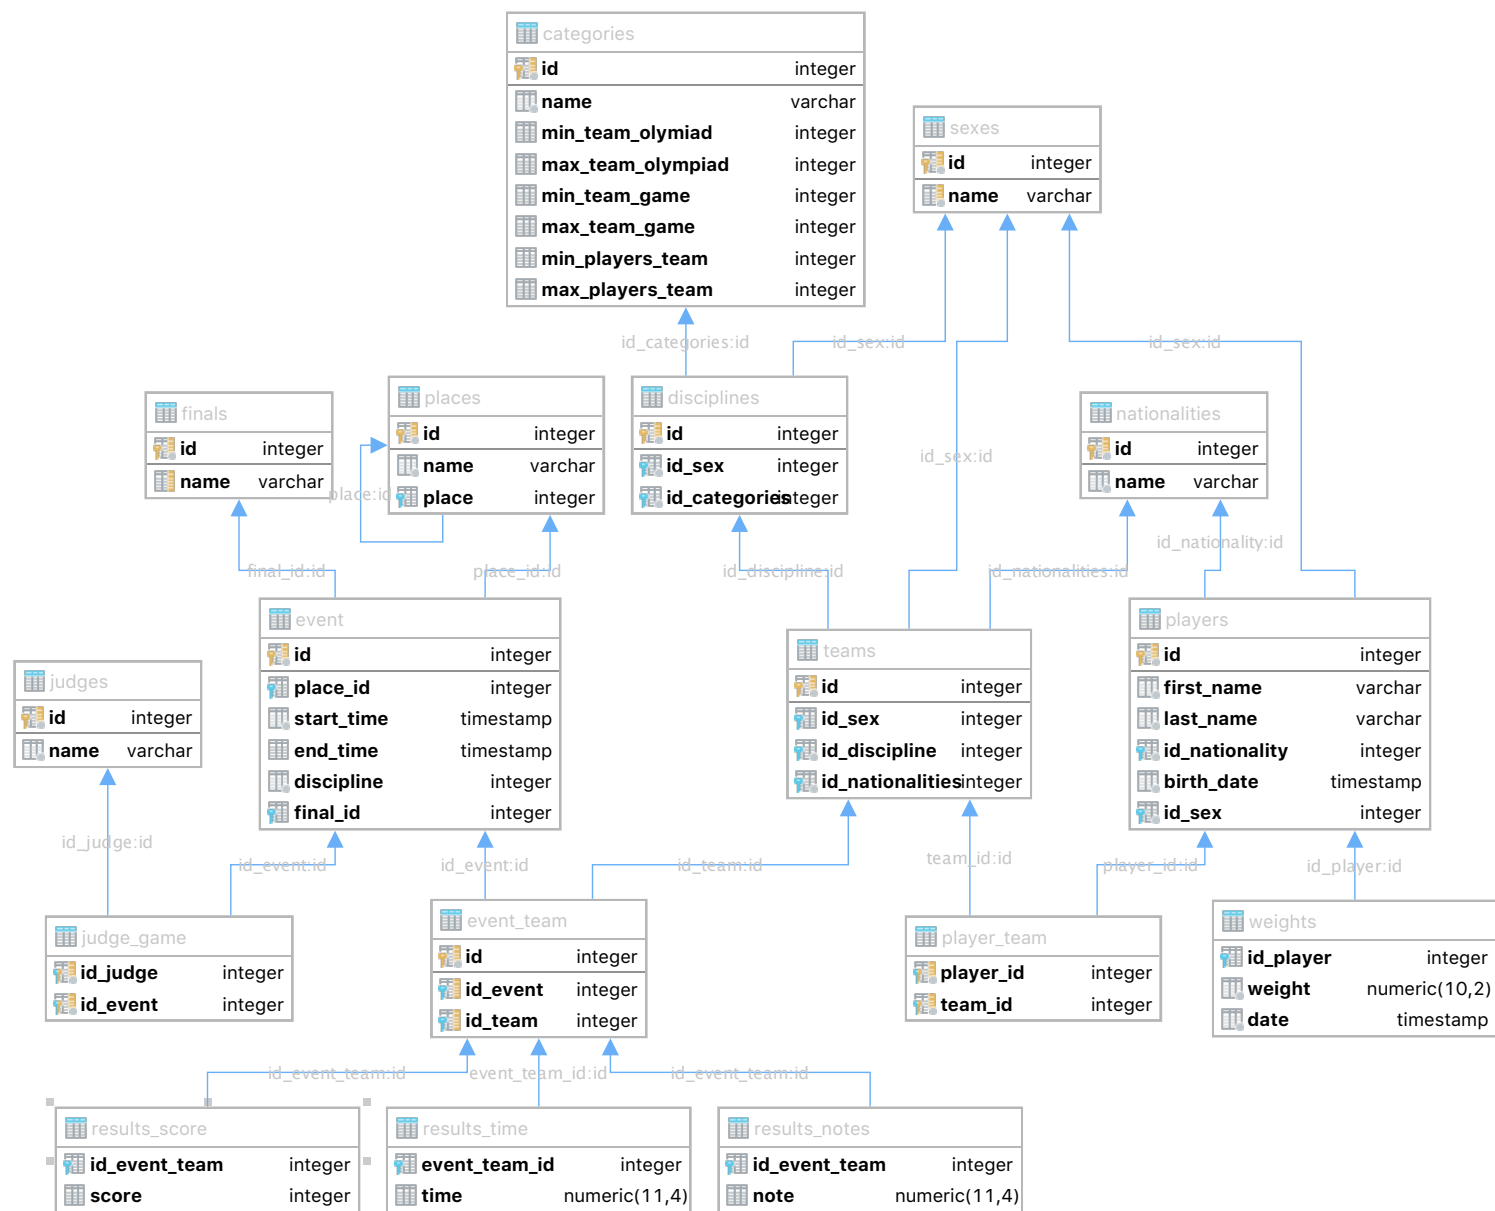 categories
id integer
name varchar
min_team_olymiad integer
max_team_olympiad integer
min_team_game integer
max_team_game integer
min_players_team integer
max_players_team integer
sexes
id integer
name varchar
id_categories:id
id_sex:id
id_sex:id
id_sex:id
finals
id integer
name varchar
places
id integer
name varchar
place integer
place:id
disciplines
id integer
id_sex integer
id_categories integer
nationalities
id integer
name varchar
final_id:id
place_id:id
id_discipline:id
id_nationalities:id
id_nationality:id
judges
id integer
name varchar
event
id integer
place_id integer
start_time timestamp
end_time timestamp
discipline integer
final_id integer
teams
id integer
id_sex integer
id_discipline integer
id_nationalities integer
players
id integer
first_name varchar
last_name varchar
id_nationality integer
birth_date timestamp
id_sex integer
id_judge:id
id_event:id
id_event:id
id_team:id
team_id:id
player_id:id
id_player:id
judge_game
id_judge integer
id_event integer
event_team
id integer
id_event integer
id_team integer
player_team
player_id integer
team_id integer
weights
id_player integer
weight numeric(10,2)
date timestamp
id_event_team:id
event_team_id:id
id_event_team:id
results_score
id_event_team integer
score integer
results_time
event_team_id integer
time numeric(11,4)
results_notes
id_event_team integer
note numeric(11,4)